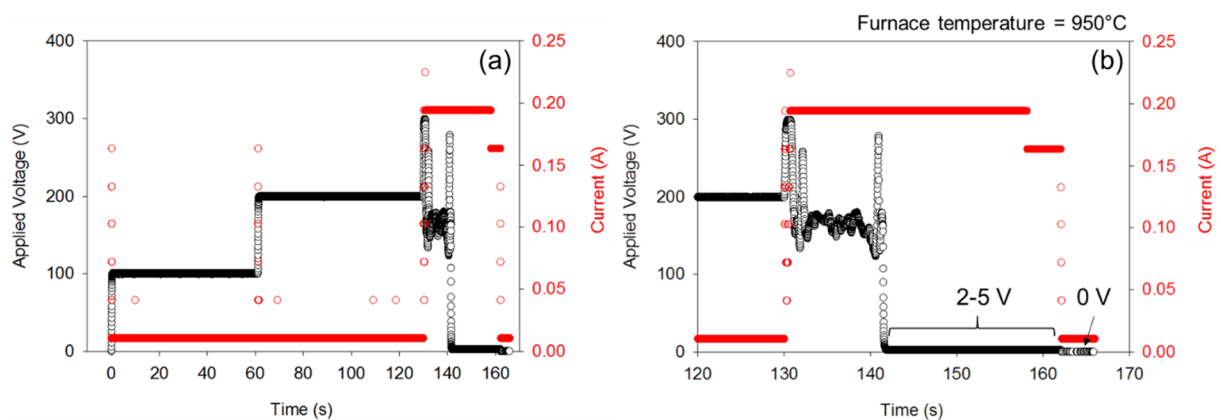 Furnace temperature = 950°C
400
300
200
100
0
Applied Voltage (V)
(a)
0.25
0.20
0.15
0.10
0.05
0.00
Current (A)
0 20 40 60 80 100 120 140 160
Time (s)
400
300
200
100
0
Applied Voltage (V)
(b)
2-5 V
0 V
0.25
0.20
0.15
0.10
0.05
0.00
Current (A)
120 130 140 150 160 170
Time (s)